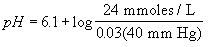 pH = 6.1 + log 24 mmoles / L
0.03(40 mm Hg)